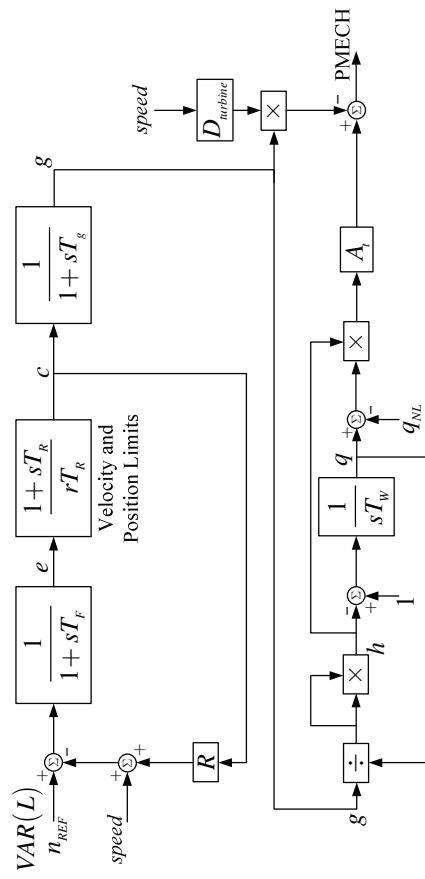 VAR(L)
n_REF
speed
Σ
+
-
Σ
+
+
R
1
1 + sT_F
e
1 + sT_R
rT_R
Velocity and
Position Limits
c
1
1 + sT_g
g
speed
D_turbine
×
g
÷
×
h
Σ
-
+
1
1
sT_W
q
Σ
+
-
q_NL
×
A_t
Σ
+
-
PMECH